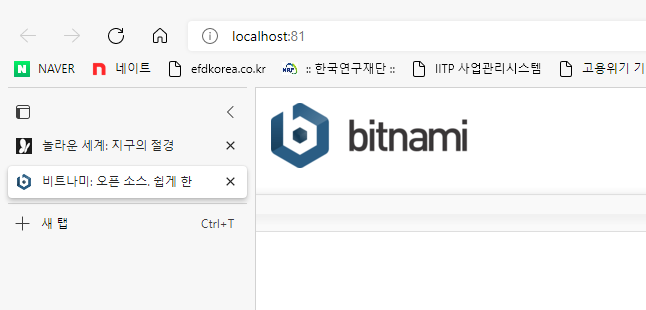 localhost:81
NAVER 네이트 efdkorea.co.kr :: 한국연구재단 :: IITP 사업관리시스템 고용위기 기
놀라운 세계: 지구의 절경
비트나미: 오픈 소스. 쉽게 한
새 탭 Ctrl+T
bitnami